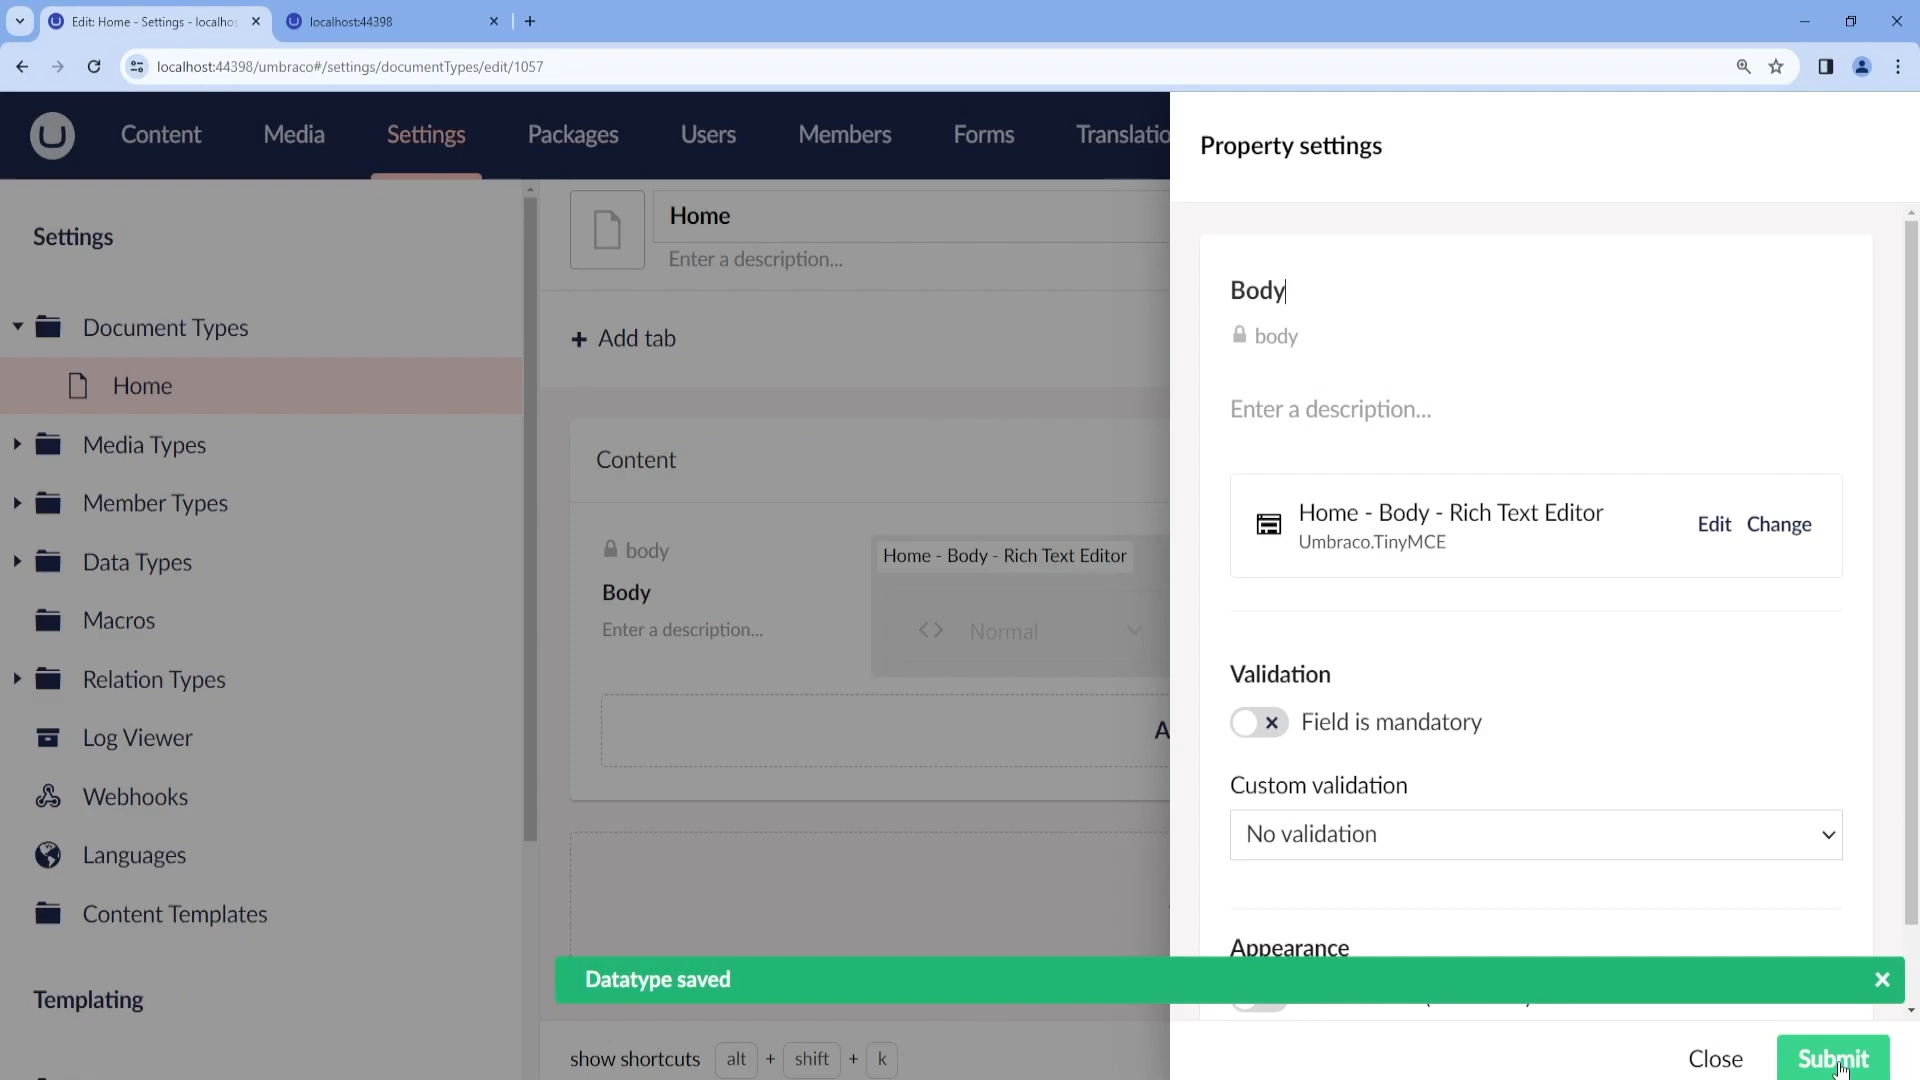 Edit: Home - Settings - localhos
localhost:44398
localhost:44398/umbraco#/settings/documentTypes/edit/1057
Content
Media
Settings
Packages
Users
Members
Forms
Translatio
Property settings
Settings
Document Types
Home
Media Types
Member Types
Data Types
Macros
Relation Types
Log Viewer
Webhooks
Languages
Content Templates
Templating
Home
Enter a description...
+ Add tab
Content
body
Body
Enter a description...
Home - Body - Rich Text Editor
<> Normal
A
show shortcuts alt + shift + k
Body
body
Enter a description...
Home - Body - Rich Text Editor
Umbraco.TinyMCE
Edit Change
Validation
Field is mandatory
Custom validation
No validation
Appearance
Datatype saved
Close
Submit